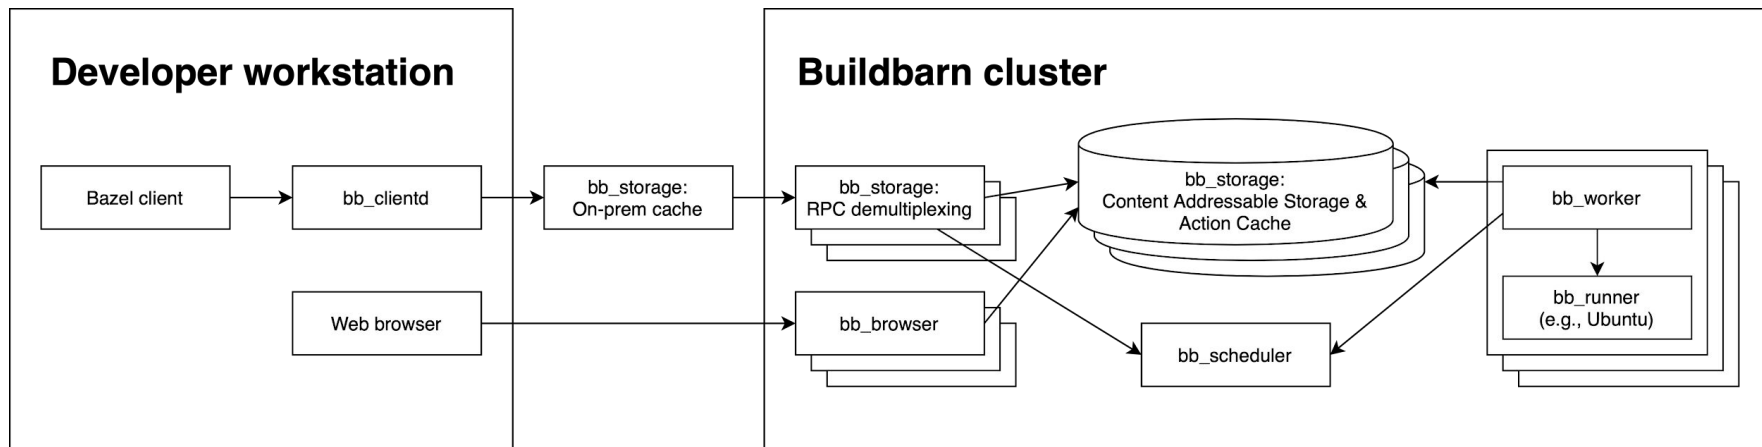 Developer workstation
Buildbarn cluster
Bazel client
bb_clientd
bb_storage:
On-prem cache
bb_storage:
RPC demultiplexing
bb_storage:
Content Addressable Storage &
Action Cache
bb_worker
bb_runner
(e.g., Ubuntu)
Web browser
bb_browser
bb_scheduler